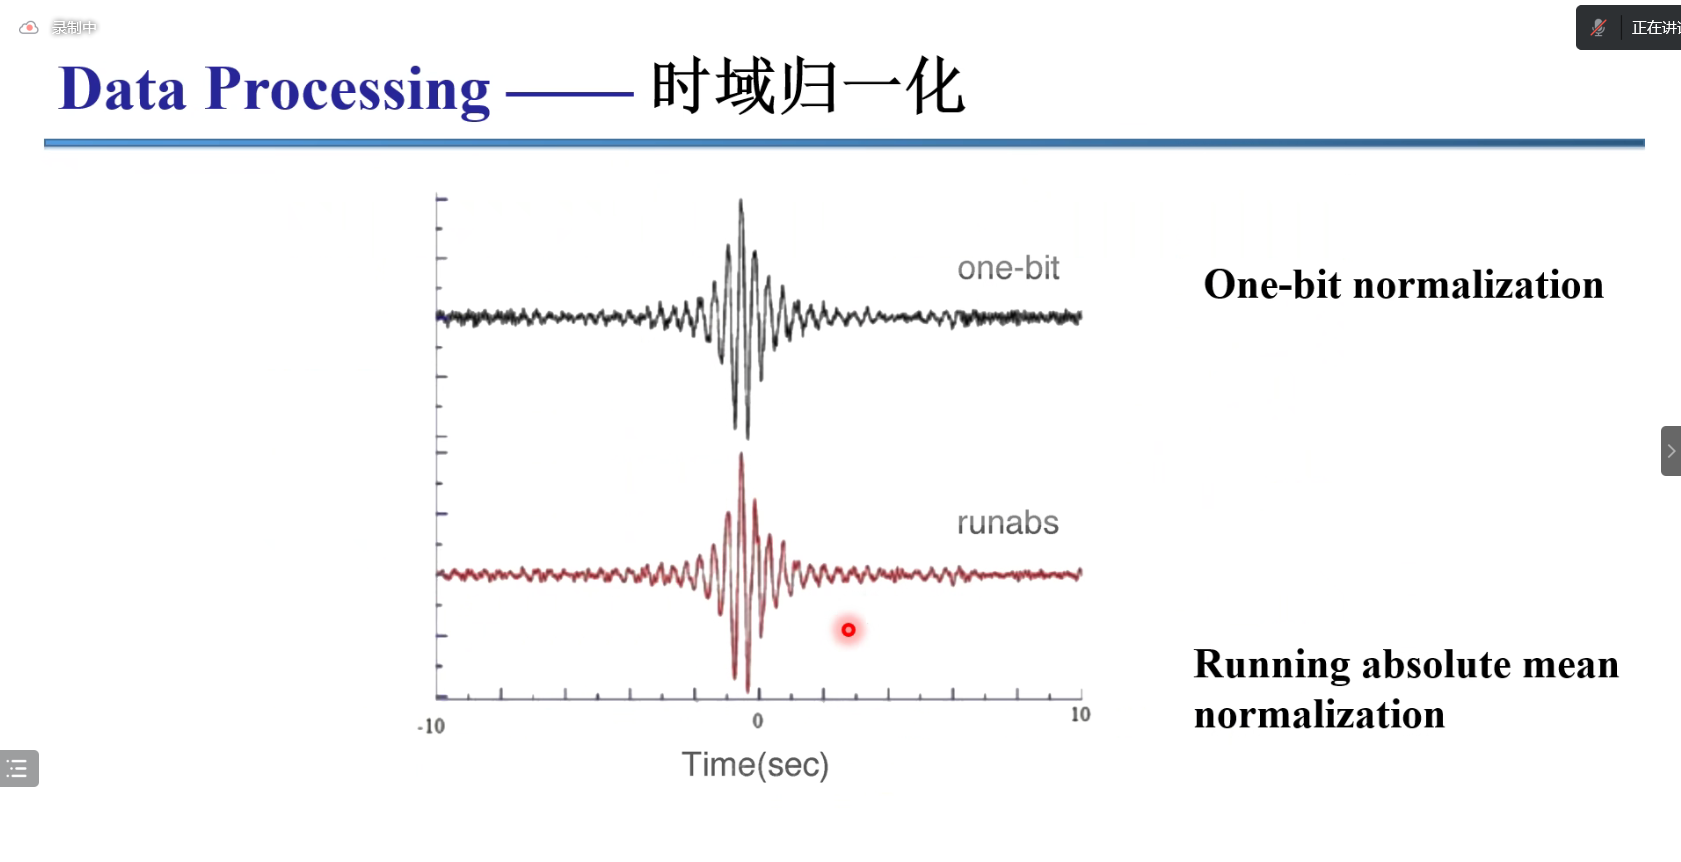 录制中
正在讲
Data Processing —— 时域归一化
one-bit
One-bit normalization
runabs
Running absolute mean
normalization
-10
0
10
Time(sec)